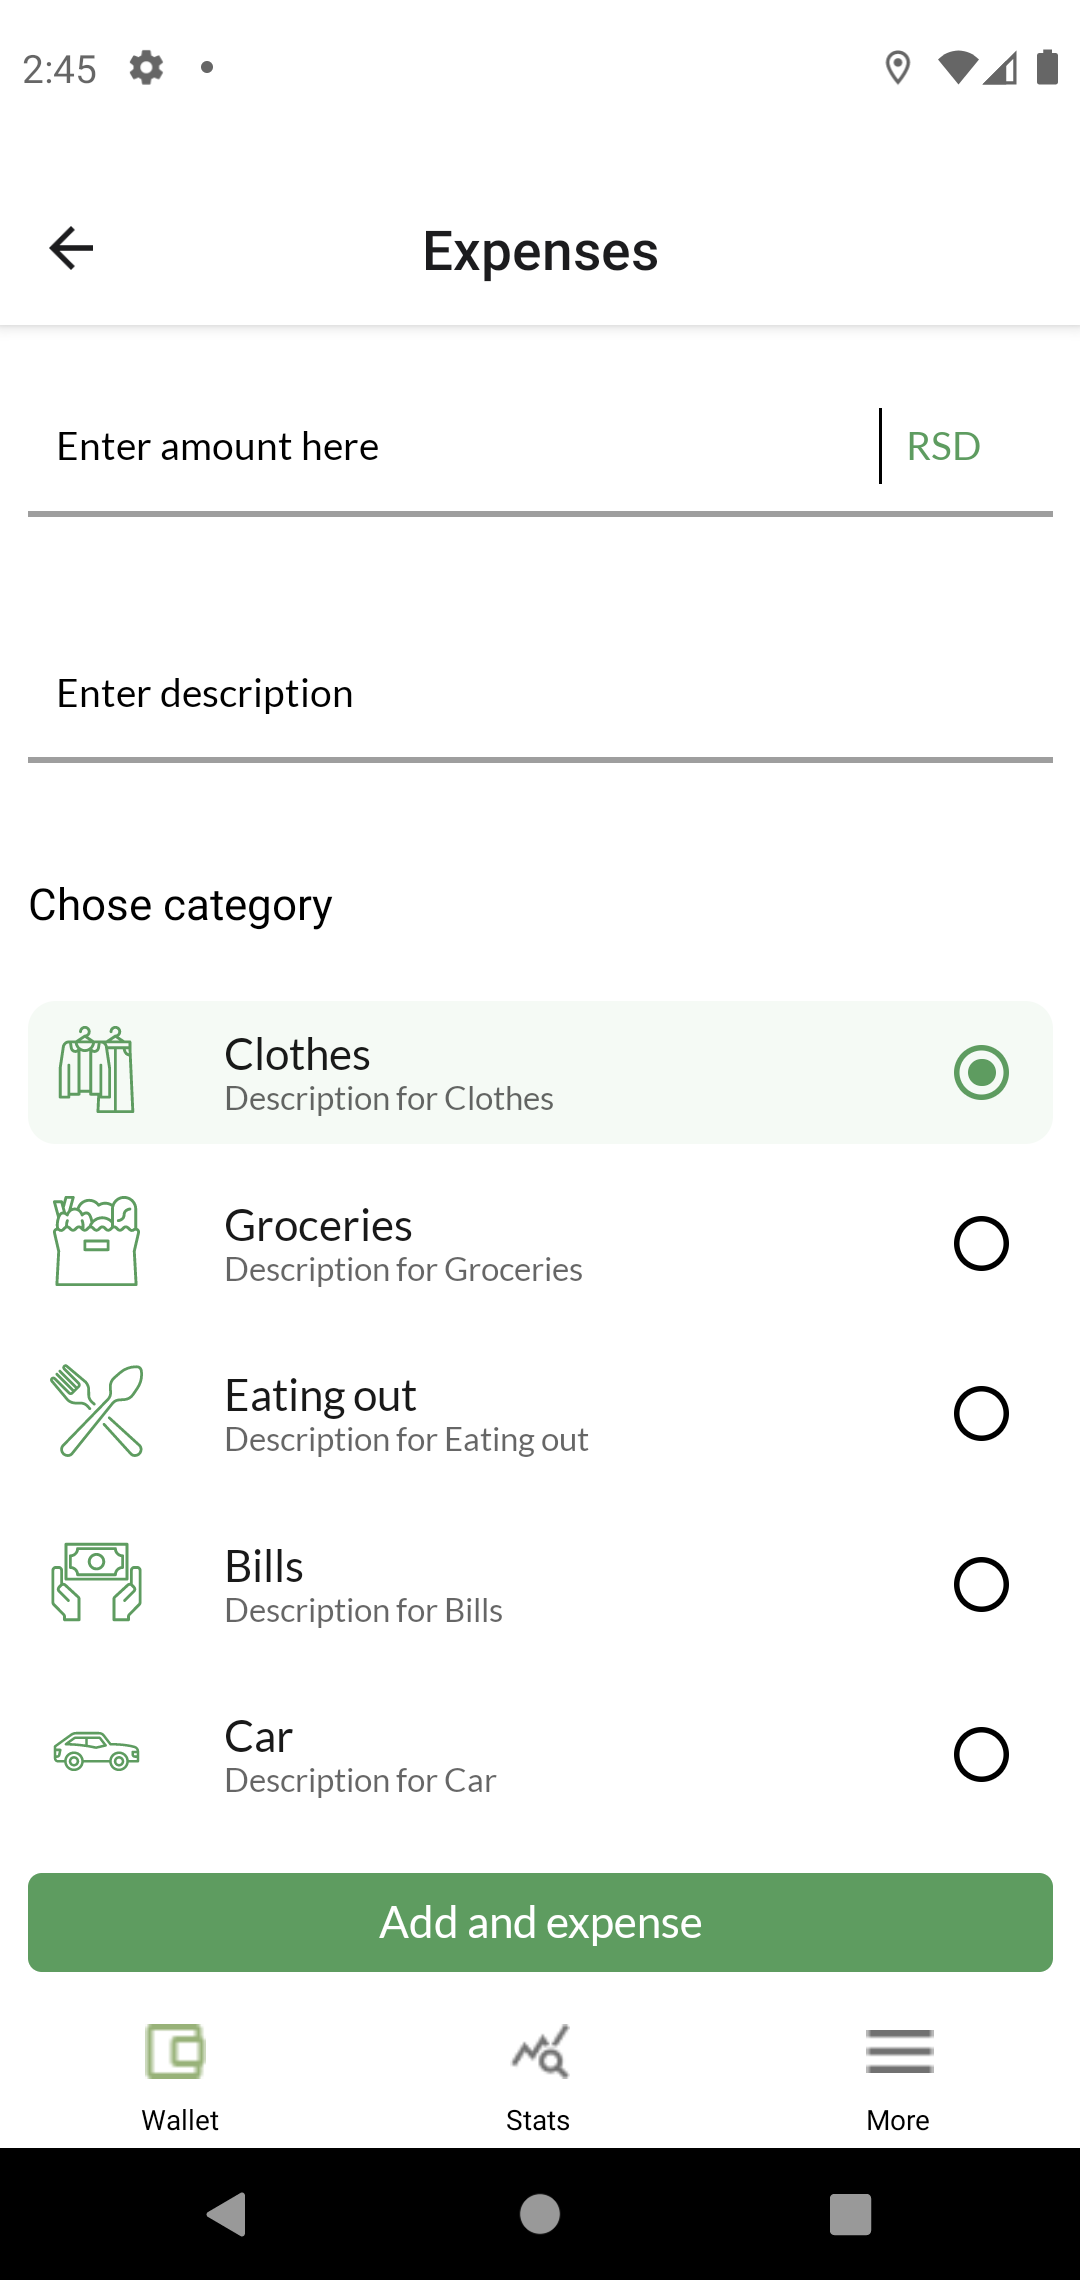 2:45
Expenses
Enter amount here
RSD
Enter description
Chose category
Clothes
Description for Clothes
Groceries
Description for Groceries
Eating out
Description for Eating out
Bills
Description for Bills
Car
Description for Car
Add and expense
Wallet
Stats
More